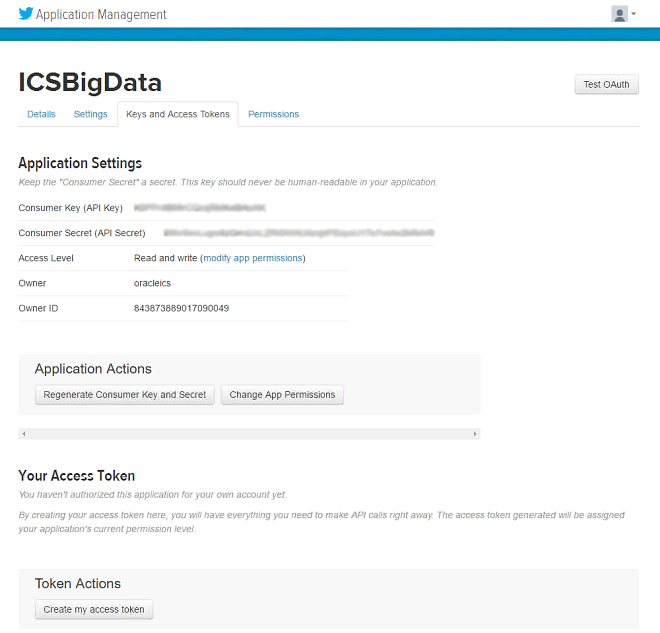 Application Management
ICSBigData
Test OAuth
Details Settings Keys and Access Tokens Permissions
Application Settings
Keep the "Consumer Secret" a secret. This key should never be human-readable in your application.
Consumer Key (API Key)
Consumer Secret (API Secret)
Access Level Read and write (modify app permissions)
Owner oracleics
Owner ID 843873889017090049
Application Actions
Regenerate Consumer Key and Secret Change App Permissions
Your Access Token
You haven't authorized this application for your own account yet.
By creating your access token here, you will have everything you need to make API calls right away. The access token generated will be assigned
your application's current permission level.
Token Actions
Create my access token